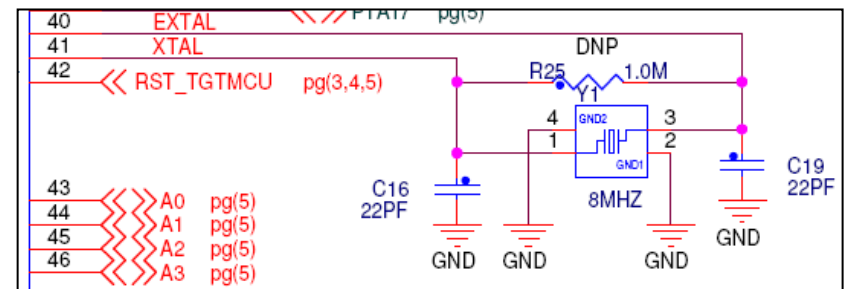 40 EXTAL PTA17 pg(5)
41 XTAL DNP
42 RST_TGTMCU pg(3,4,5) R25 1.0M
Y1
4 GND2 3
1 GND1 2
43 A0 pg(5) C16 8MHZ C19
44 A1 pg(5) 22PF 22PF
45 A2 pg(5) GND
46 A3 pg(5) GND GND GND